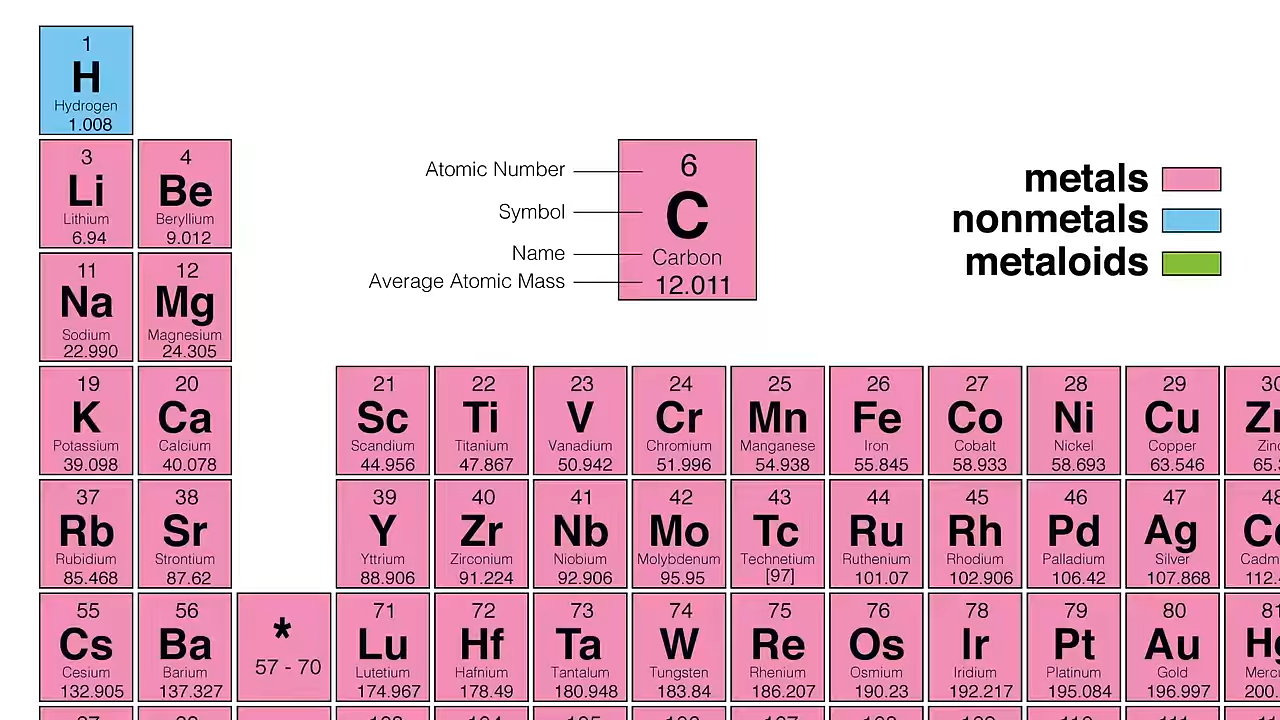 1
H
Hydrogen
1.008
3
Li
Lithium
6.94
4
Be
Beryllium
9.012
Atomic Number
Symbol
Name
Average Atomic Mass
6
C
Carbon
12.011
metals
nonmetals
metaloids
11
Na
Sodium
22.990
12
Mg
Magnesium
24.305
19
K
Potassium
39.098
20
Ca
Calcium
40.078
21
Sc
Scandium
44.956
22
Ti
Titanium
47.867
23
V
Vanadium
50.942
24
Cr
Chromium
51.996
25
Mn
Manganese
54.938
26
Fe
Iron
55.845
27
Co
Cobalt
58.933
28
Ni
Nickel
58.693
29
Cu
Copper
63.546
37
Rb
Rubidium
85.468
38
Sr
Strontium
87.62
39
Y
Yttrium
88.906
40
Zr
Zirconium
91.224
41
Nb
Niobium
92.906
42
Mo
Molybdenum
95.95
43
Tc
Technetium
[97]
44
Ru
Ruthenium
101.07
45
Rh
Rhodium
102.906
46
Pd
Palladium
106.42
47
Ag
Silver
107.868
55
Cs
Cesium
132.905
56
Ba
Barium
137.327
*
57 - 70
71
Lu
Lutetium
174.967
72
Hf
Hafnium
178.49
73
Ta
Tantalum
180.948
74
W
Tungsten
183.84
75
Re
Rhenium
186.207
76
Os
Osmium
190.23
78
Ir
Iridium
192.217
79
Pt
Platinum
195.084
80
Au
Gold
196.997